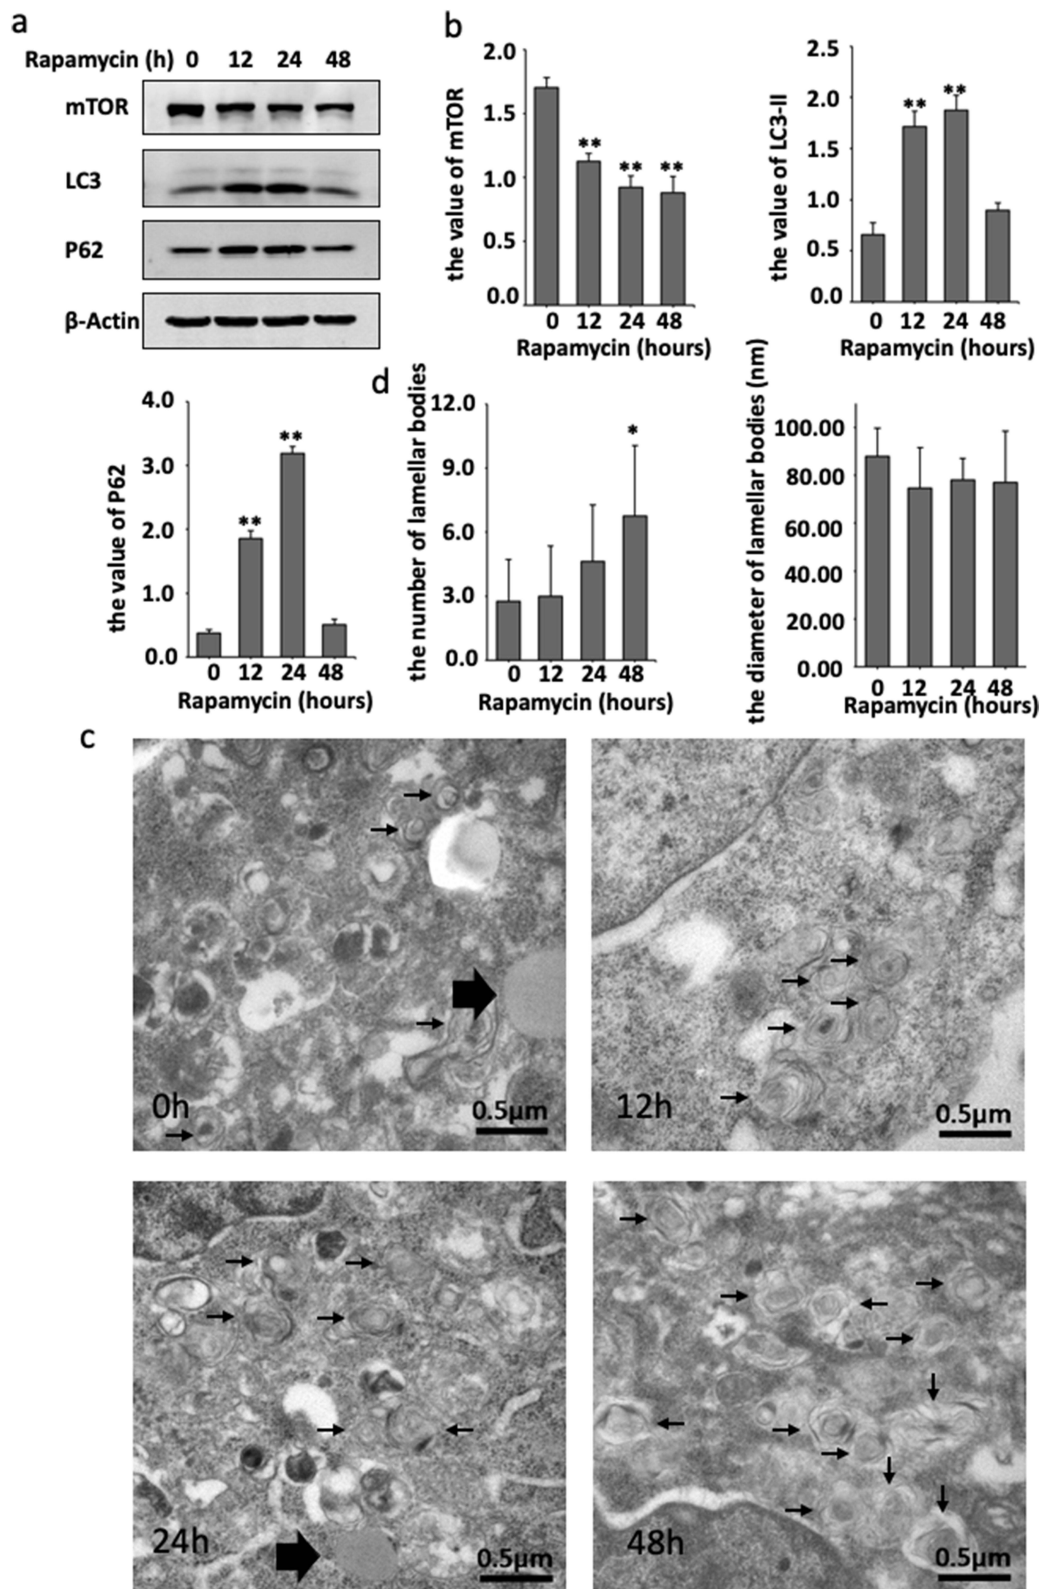 a
Rapamycin (h) 0 12 24 48
mTOR
LC3
P62
β-Actin
b
the value of mTOR
2.0
1.5
1.0
0.5
0.0
** ** **
0 12 24 48
Rapamycin (hours)
the value of LC3-II
2.5
2.0
1.5
1.0
0.5
0.0
** **
0 12 24 48
Rapamycin (hours)
the value of P62
4.0
3.0
2.0
1.0
0.0
** **
0 12 24 48
Rapamycin (hours)
d
the number of lamellar bodies
12.0
9.0
6.0
3.0
0.0
*
0 12 24 48
Rapamycin (hours)
the diameter of lamellar bodies (nm)
100.00
80.00
60.00
40.00
20.00
0.00
0 12 24 48
Rapamycin (hours)
c
0h
0.5μm
12h
0.5μm
24h
0.5μm
48h
0.5μm